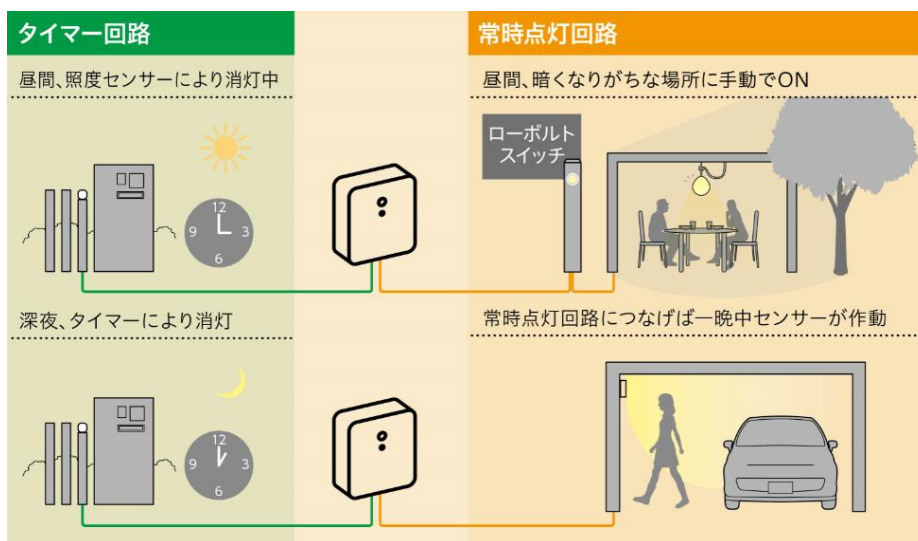 タイマー回路
常時点灯回路
昼間、照度センサーにより消灯中
昼間、暗くなりがちな場所に手動でON
ローボルト
スイッチ
12
9 3
6
深夜、タイマーにより消灯
常時点灯回路につなげば一晩中センサーが作動
12
9 3
6